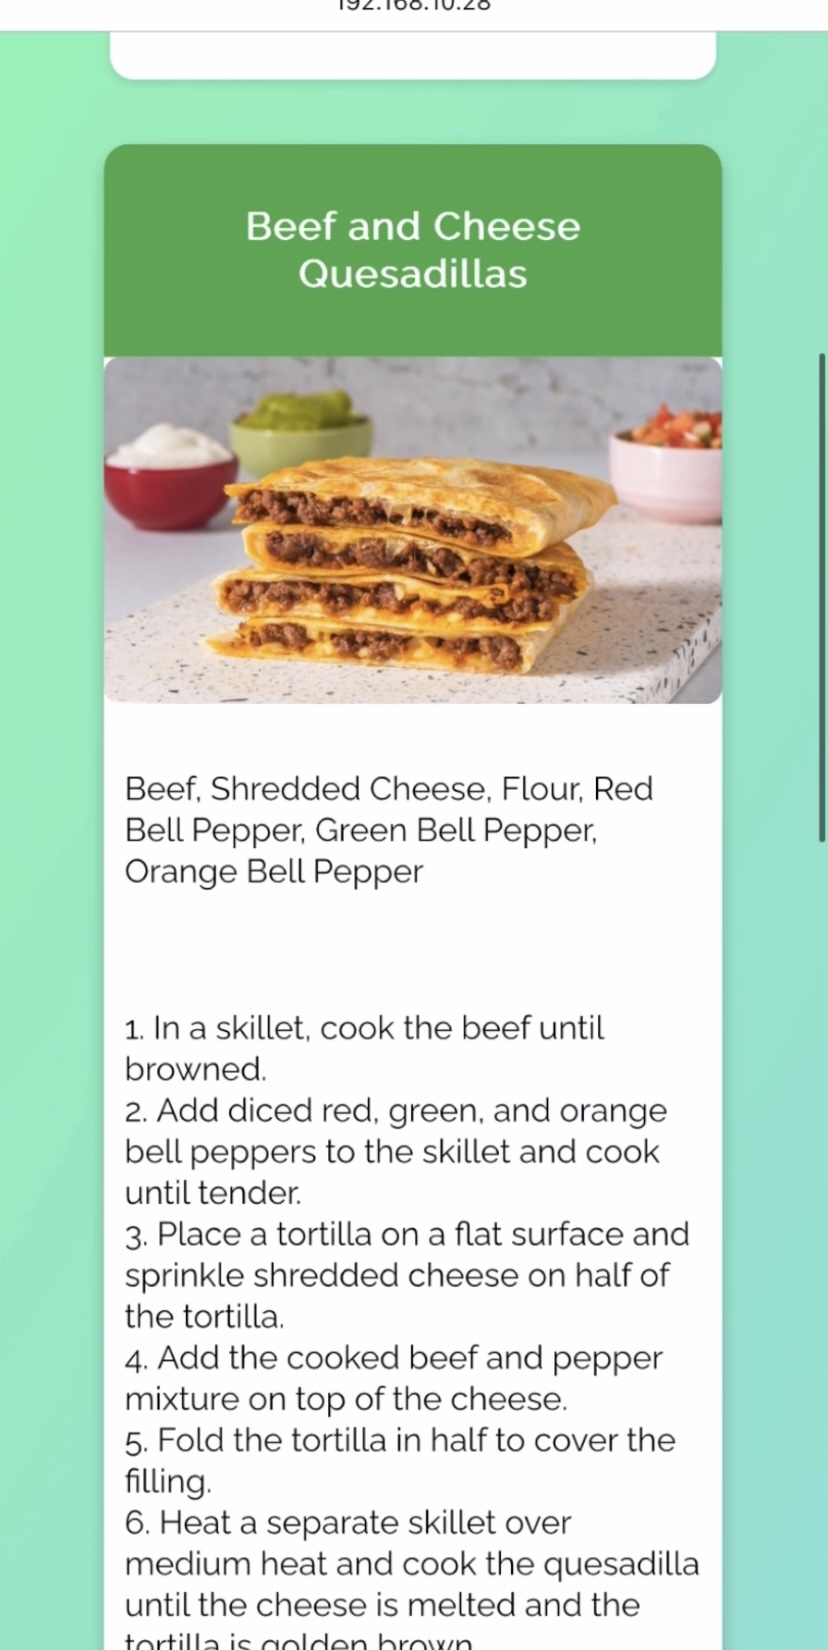 192.168.10.28
Beef and Cheese
Quesadillas
Beef, Shredded Cheese, Flour, Red
Bell Pepper, Green Bell Pepper,
Orange Bell Pepper
1. In a skillet, cook the beef until
browned.
2. Add diced red, green, and orange
bell peppers to the skillet and cook
until tender.
3. Place a tortilla on a flat surface and
sprinkle shredded cheese on half of
the tortilla.
4. Add the cooked beef and pepper
mixture on top of the cheese.
5. Fold the tortilla in half to cover the
filling.
6. Heat a separate skillet over
medium heat and cook the quesadilla
until the cheese is melted and the
tortilla is golden brown